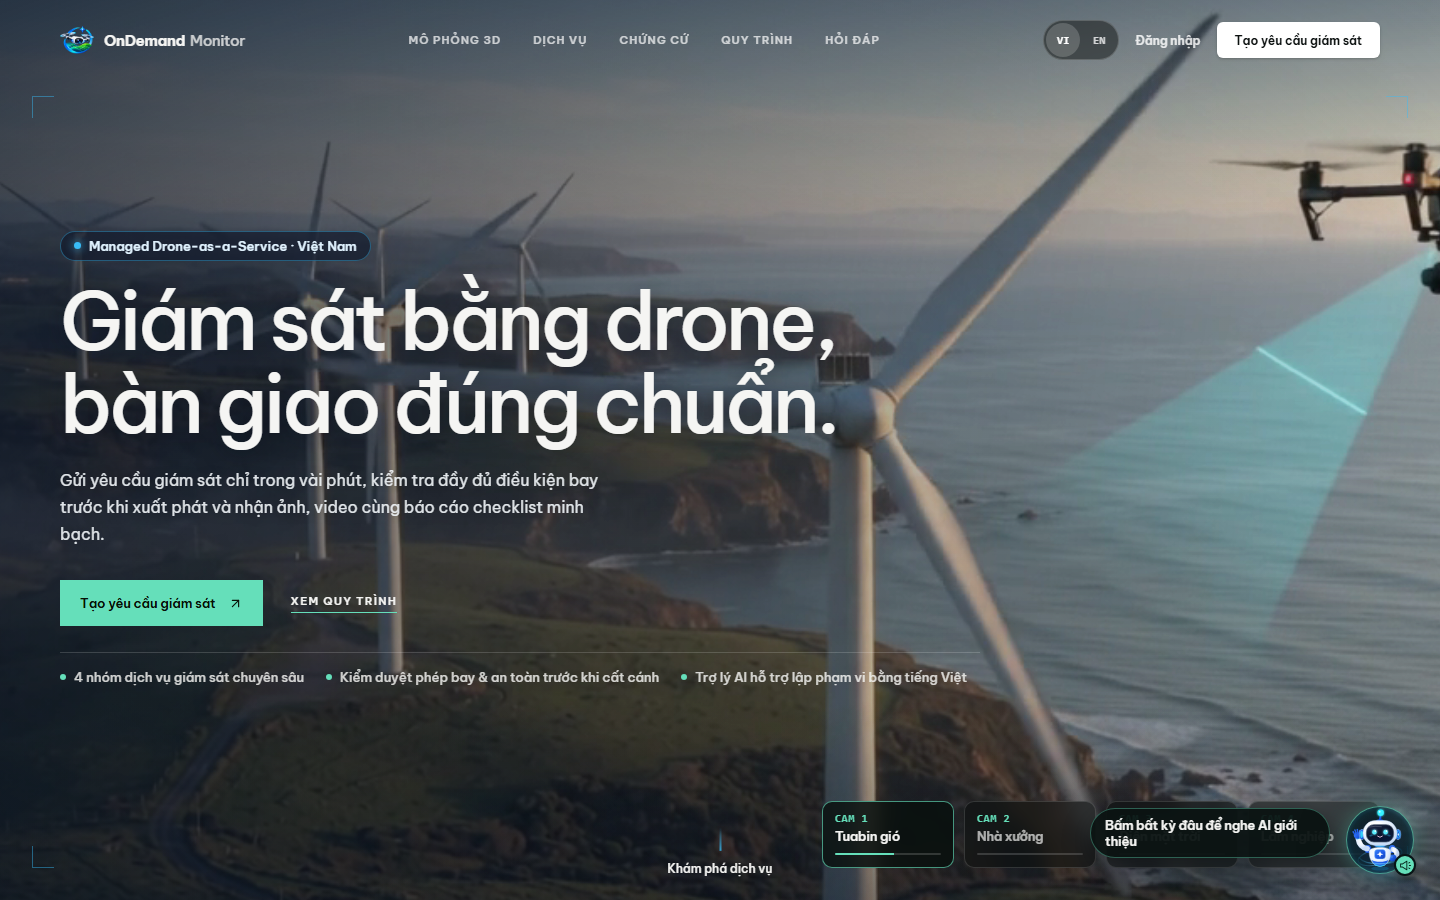 OnDemand Monitor
MÔ PHỎNG 3D
DỊCH VỤ
CHỨNG CỨ
QUY TRÌNH
HỎI ĐÁP
VI
EN
Đăng nhập
Tạo yêu cầu giám sát
Managed Drone-as-a-Service · Việt Nam
Giám sát bằng drone,
bàn giao đúng chuẩn.
Gửi yêu cầu giám sát chỉ trong vài phút, kiểm tra đầy đủ điều kiện bay
trước khi xuất phát và nhận ảnh, video cùng báo cáo checklist minh
bạch.
Tạo yêu cầu giám sát
XEM QUY TRÌNH
4 nhóm dịch vụ giám sát chuyên sâu
Kiểm duyệt phép bay & an toàn trước khi cất cánh
Trợ lý AI hỗ trợ lập phạm vi bằng tiếng Việt
Khám phá dịch vụ
CAM 1
Tuabin gió
CAM 2
Nhà xưởng
Bấm bất kỳ đâu để nghe AI giới
thiệu